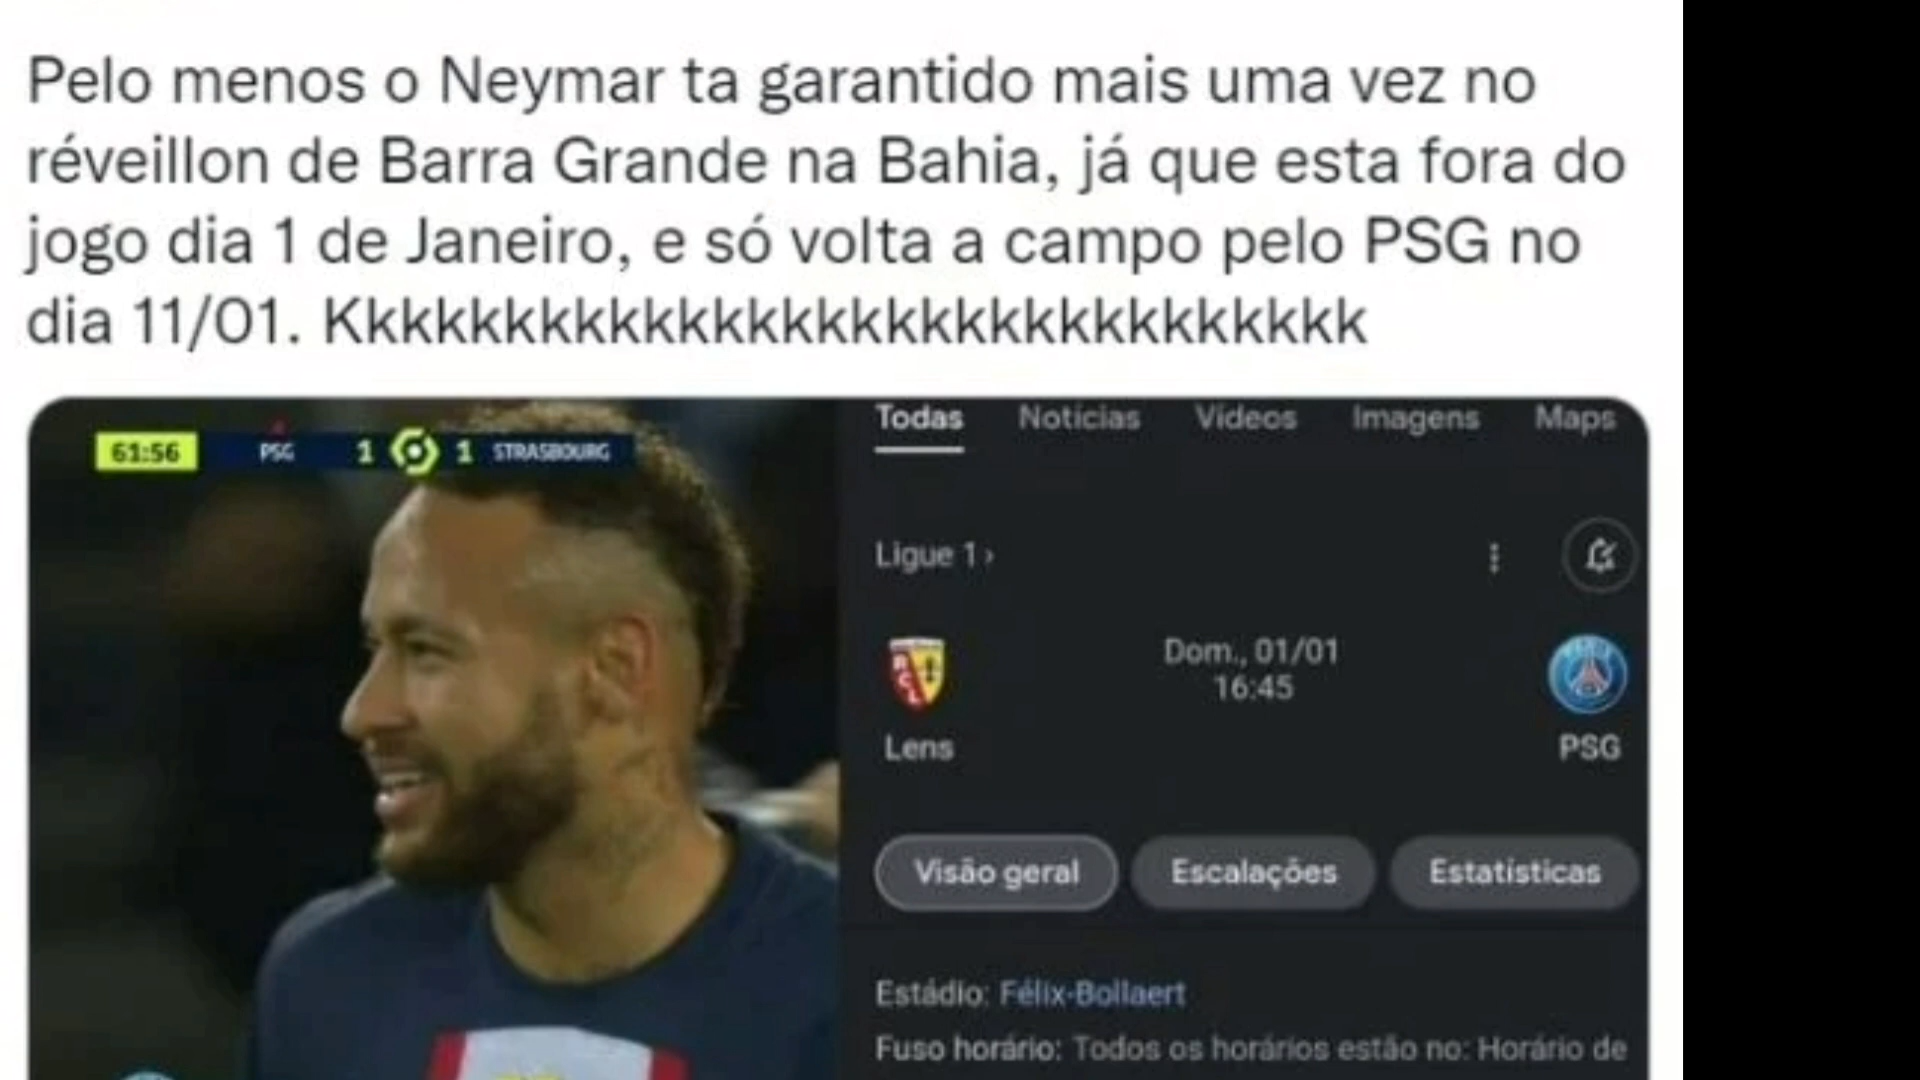 Pelo menos o Neymar ta garantido mais uma vez no
réveillon de Barra Grande na Bahia, já que esta fora do
jogo dia 1 de Janeiro, e só volta a campo pelo PSG no
dia 11/01. Kkkkkkkkkkkkkkkkkkkkkkkkkkkkkk
61:56 PSG 1 1 STRASBOURG
Todas Notícias Vídeos Imagens Maps
Ligue 1 ›
Dom., 01/01
16:45
RCL
Lens PSG
Visão geral Escalações Estatísticas
Estádio: Félix-Bollaert
Fuso horário: Todos os horários estão no: Horário de